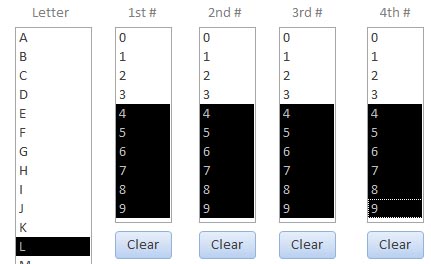 Letter 1st # 2nd # 3rd # 4th #
A 0 0 0 0
B 1 1 1 1
C 2 2 2 2
D 3 3 3 3
E 4 4 4 4
F 5 5 5 5
G 6 6 6 6
H 7 7 7 7
I 8 8 8 8
J 9 9 9 9
K
L Clear Clear Clear Clear
M